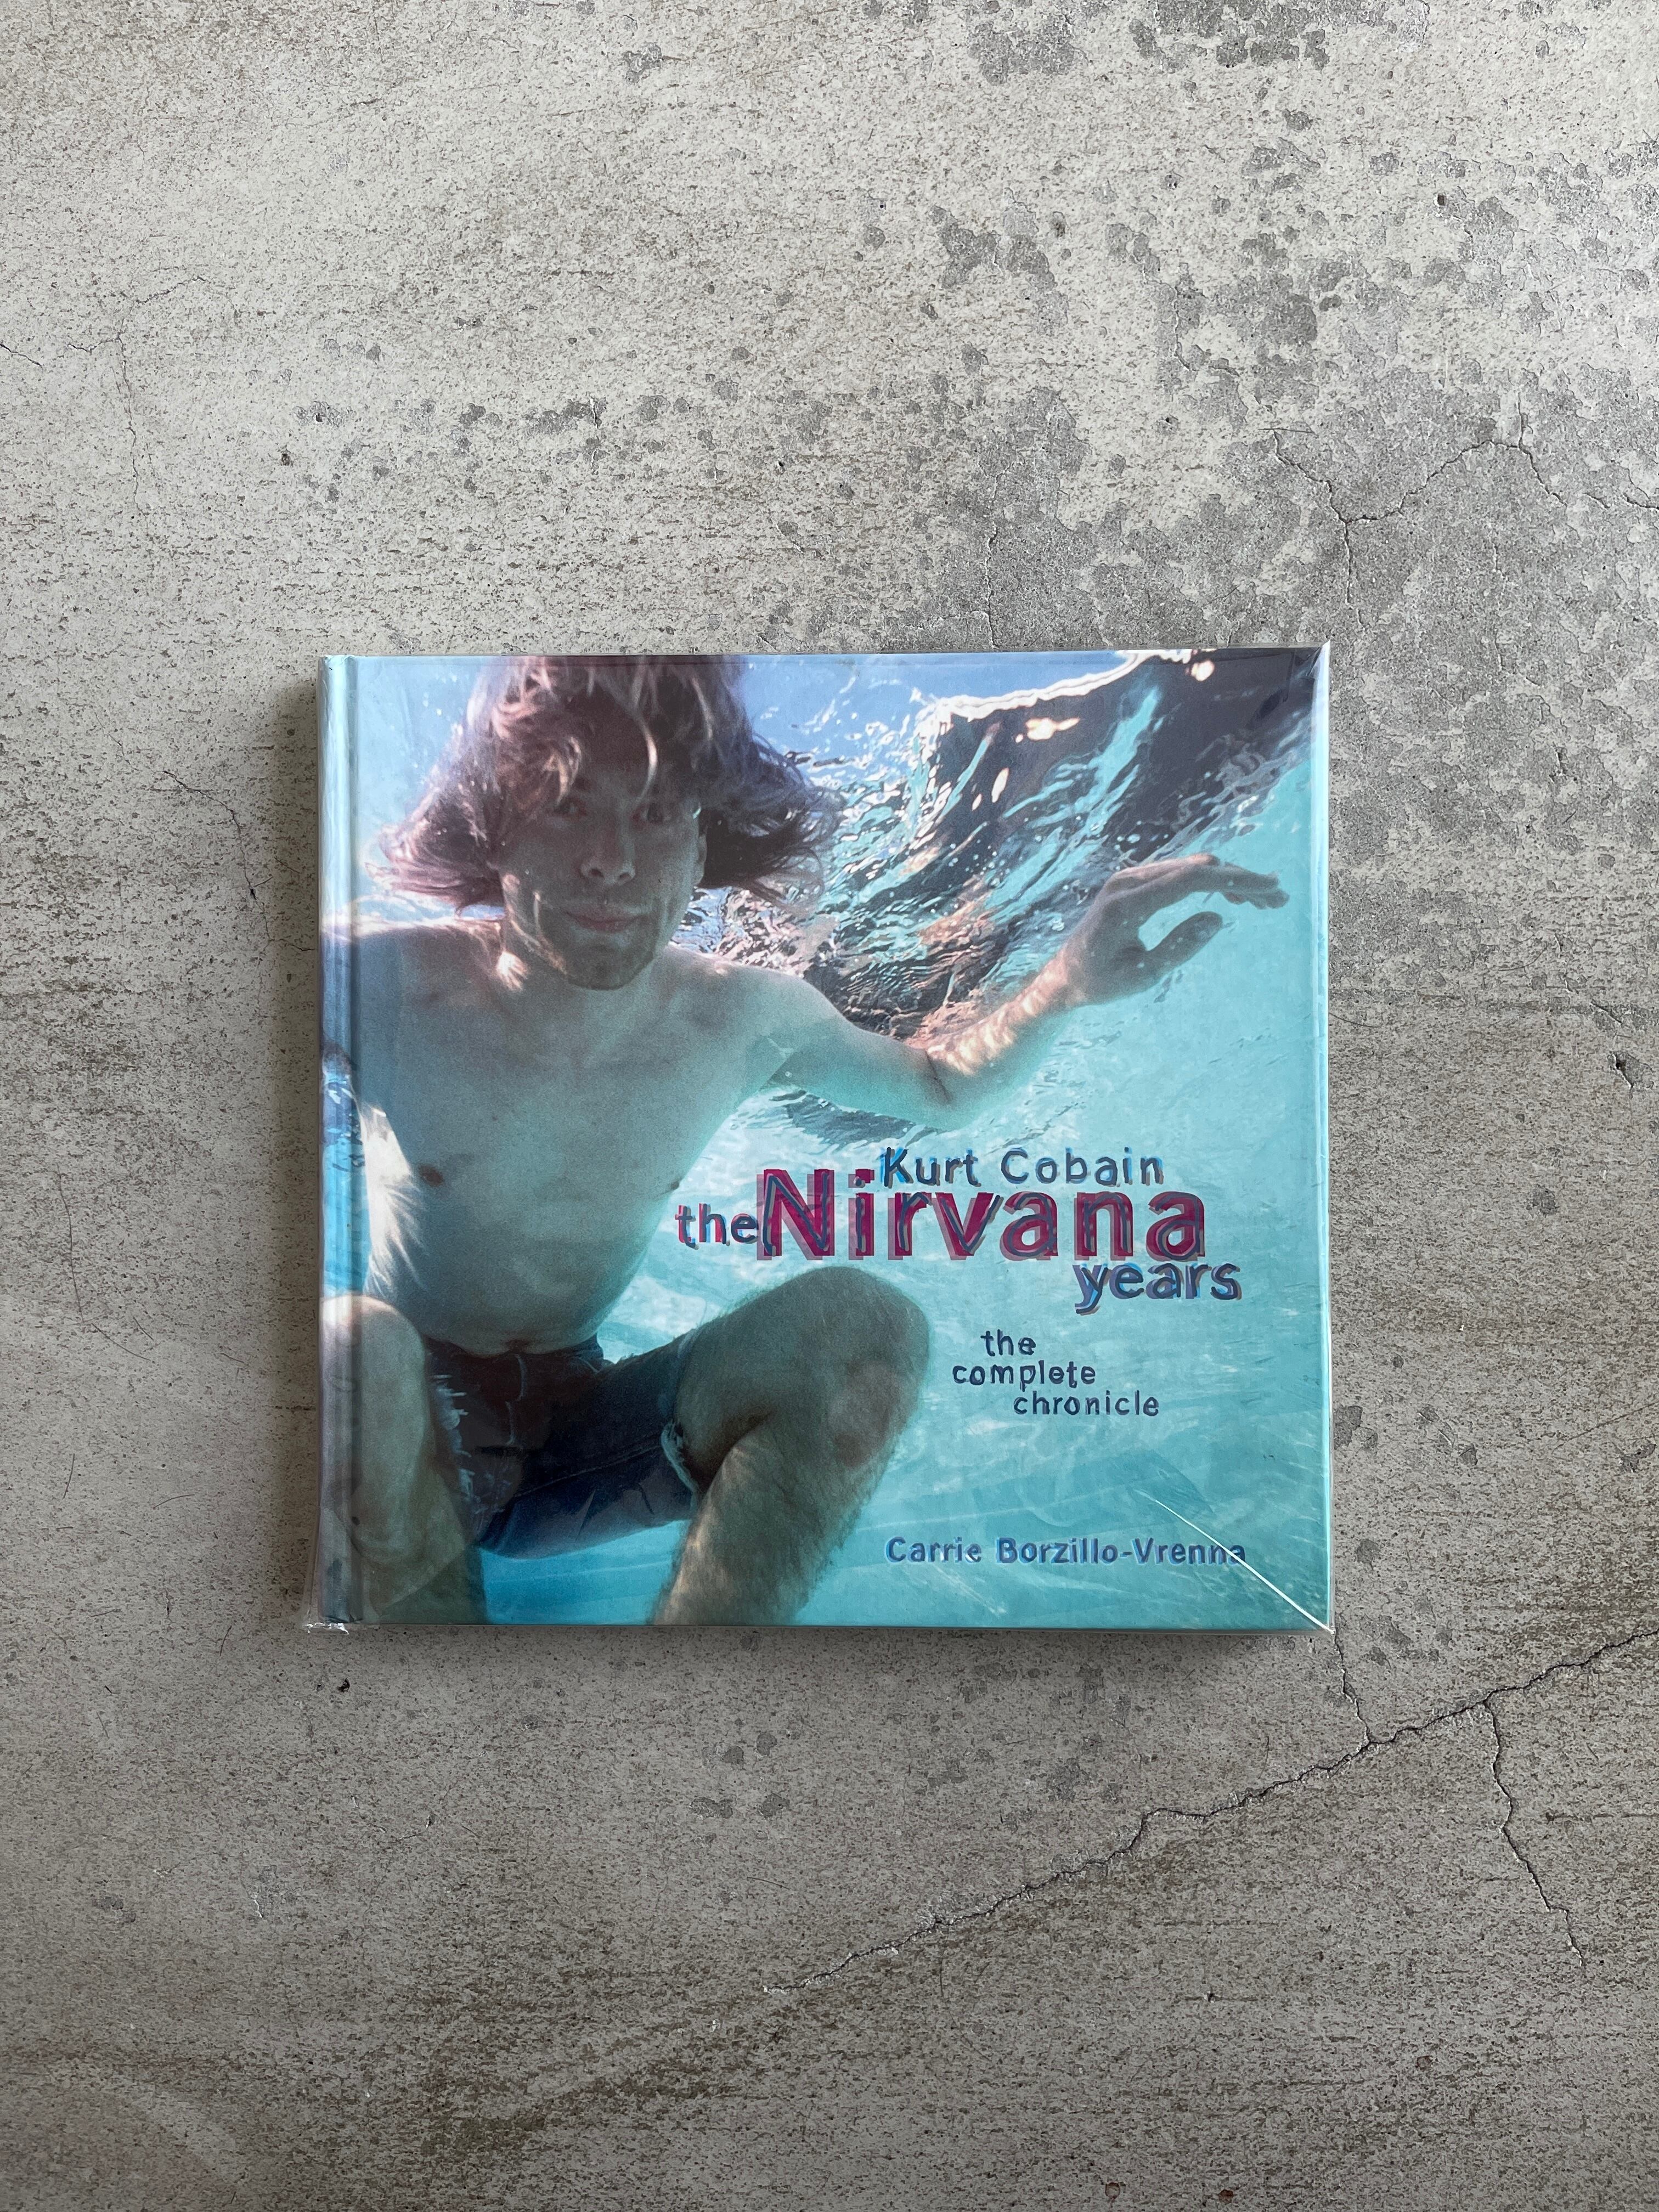 Kurt Cobain
the Nirvana
years
the
complete
chronicle
Carrie Borzillo-Vrenna